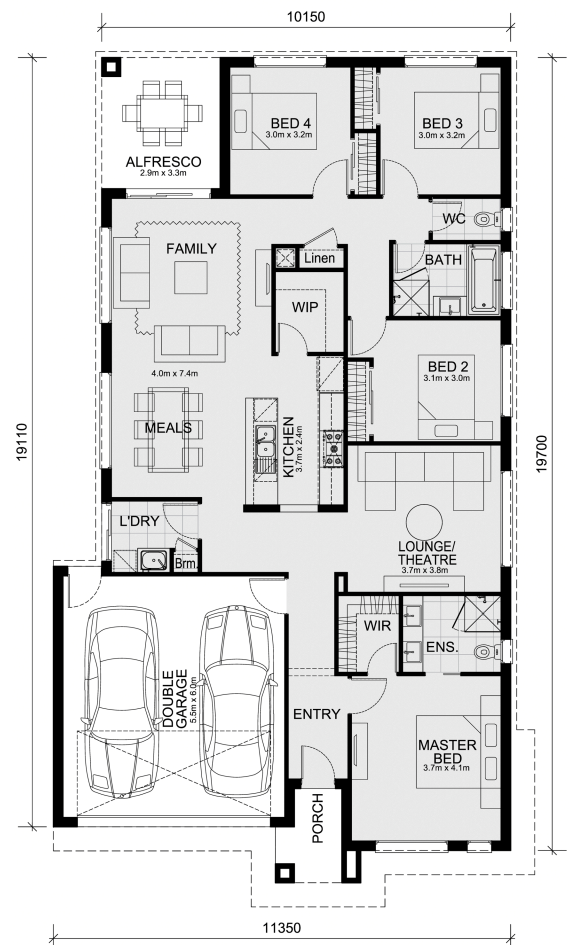 10150
BED 4
3.0m x 3.2m
BED 3
3.0m x 3.2m
ALFRESCO
2.9m x 3.3m
WC
FAMILY
Linen
BATH
WIP
4.0m x 7.4m
BED 2
3.1m x 3.0m
MEALS
KITCHEN
3.7m x 2.4m
19110
19700
L'DRY
Brm.
LOUNGE/
THEATRE
3.7m x 3.8m
WIR
ENS.
DOUBLE
GARAGE
5.5m x 6.0m
ENTRY
MASTER
BED
3.7m x 4.1m
PORCH
11350